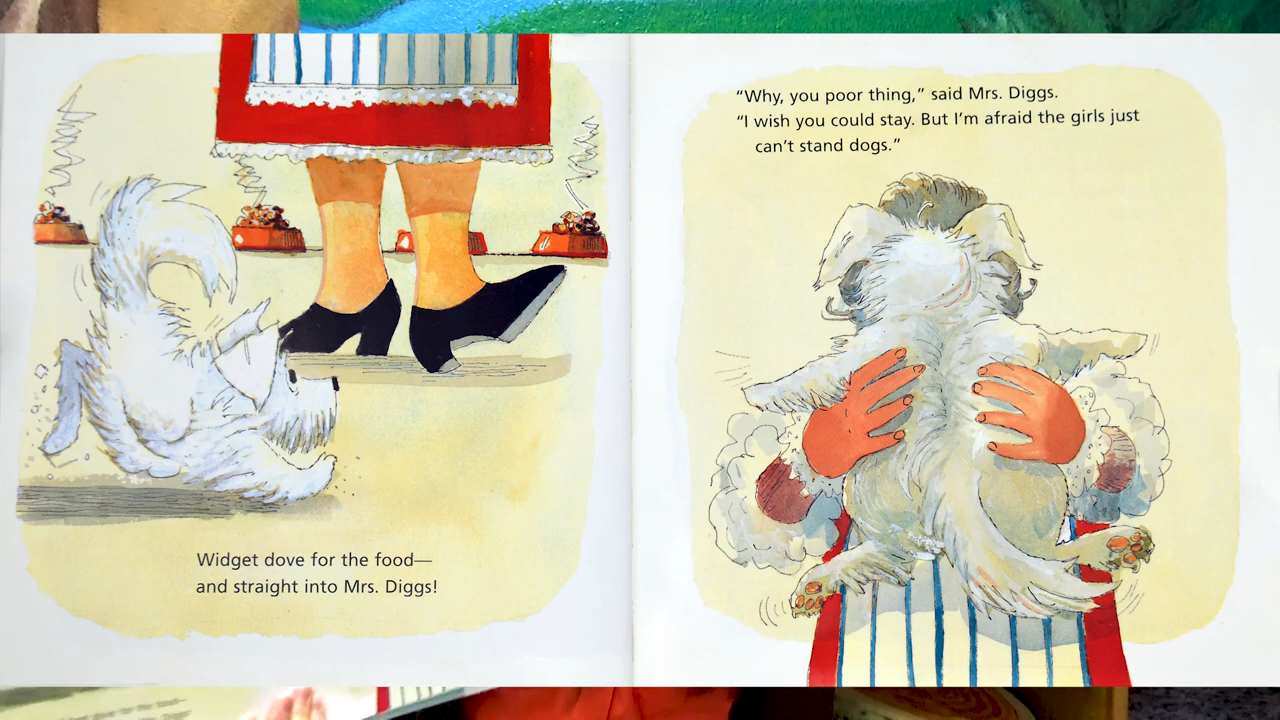 Widget dove for the food—
and straight into Mrs. Diggs!
“Why, you poor thing,” said Mrs. Diggs.
“I wish you could stay. But I’m afraid the girls just
can’t stand dogs.”